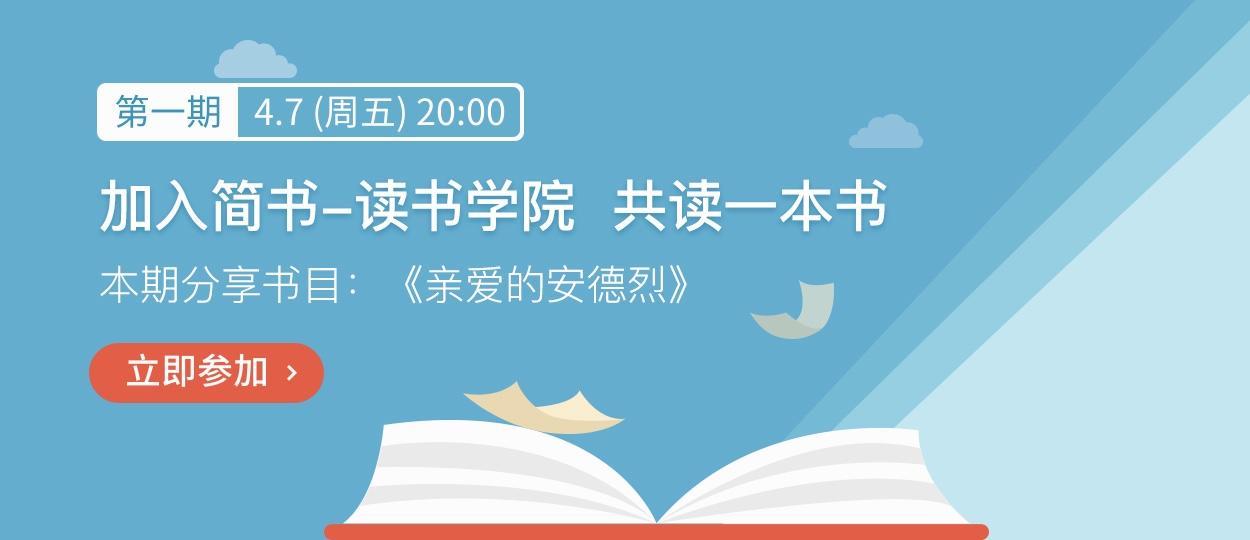 第一期 4.7 (周五) 20:00
加入简书–读书学院 共读一本书
本期分享书目：《亲爱的安德烈》
立即参加 ›